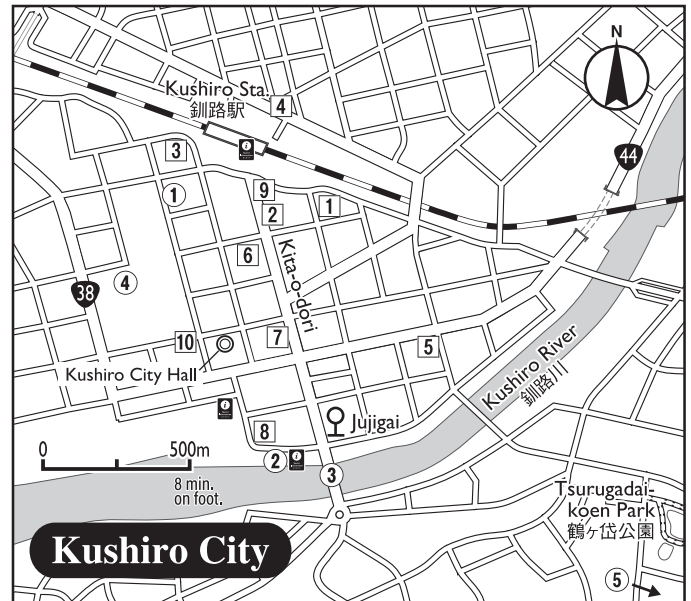 N
Kushiro Sta.
釧路駅
4
44
3
i
1
9
2
1
6
Kita-o-dori
4
38
10
7
5
Kushiro City Hall
Kushiro River
釧路川
i
8
Jujigai
0 500m
2
i
3
8 min.
on foot.
Tsurugadai-
koen Park
鶴ヶ岱公園
Kushiro City
5